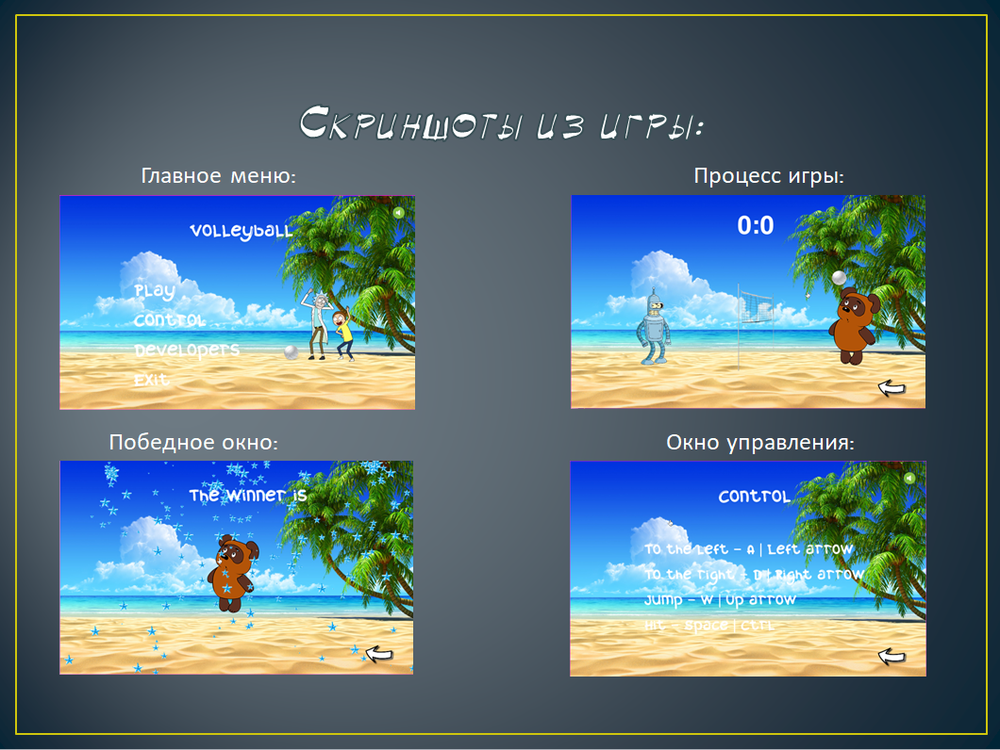 Скриншоты из игры:
Главное меню:
Volleyball
Play
Control
Developers
Exit
Процесс игры:
0:0
Победное окно:
The winner is
Окно управления:
Control
To the Left - A | Left arrow
To the right - D | Right arrow
Jump - W | Up arrow
Hit - Space | Ctrl